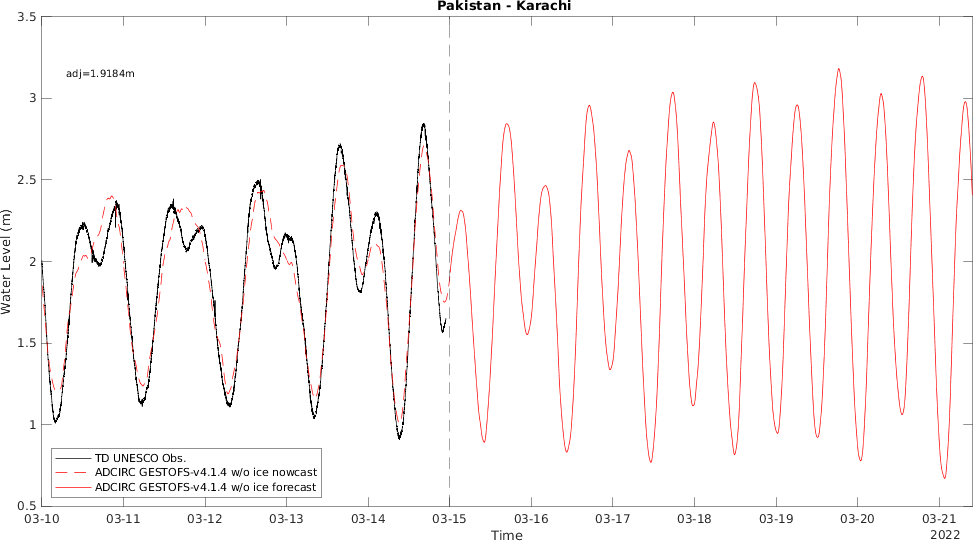 Pakistan - Karachi
3.5
3
2.5
2
1.5
1
0.5
Water Level (m)
adj=1.9184m
TD UNESCO Obs.
ADCIRC GESTOFS-v4.1.4 w/o ice nowcast
ADCIRC GESTOFS-v4.1.4 w/o ice forecast
03-10 03-11 03-12 03-13 03-14 03-15 03-16 03-17 03-18 03-19 03-20 03-21
Time
2022